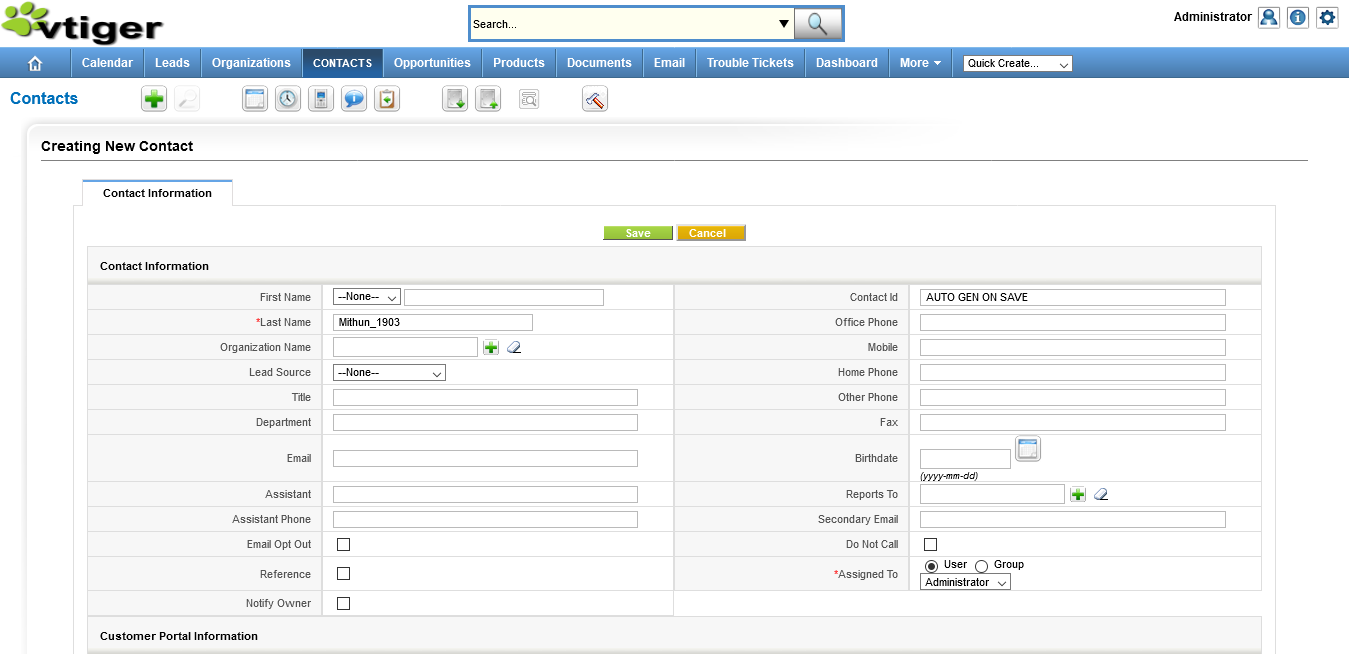 vtiger
Search...
Administrator
Calendar Leads Organizations CONTACTS Opportunities Products Documents Email Trouble Tickets Dashboard More Quick Create...
Contacts
Creating New Contact
Contact Information
Save Cancel
Contact Information
First Name --None-- Contact Id AUTO GEN ON SAVE
*Last Name Mithun_1903 Office Phone
Organization Name Mobile
Lead Source --None-- Home Phone
Title Other Phone
Department Fax
Email Birthdate
(yyyy-mm-dd)
Assistant Reports To
Assistant Phone Secondary Email
Email Opt Out Do Not Call
Reference *Assigned To User Group
Administrator
Notify Owner
Customer Portal Information